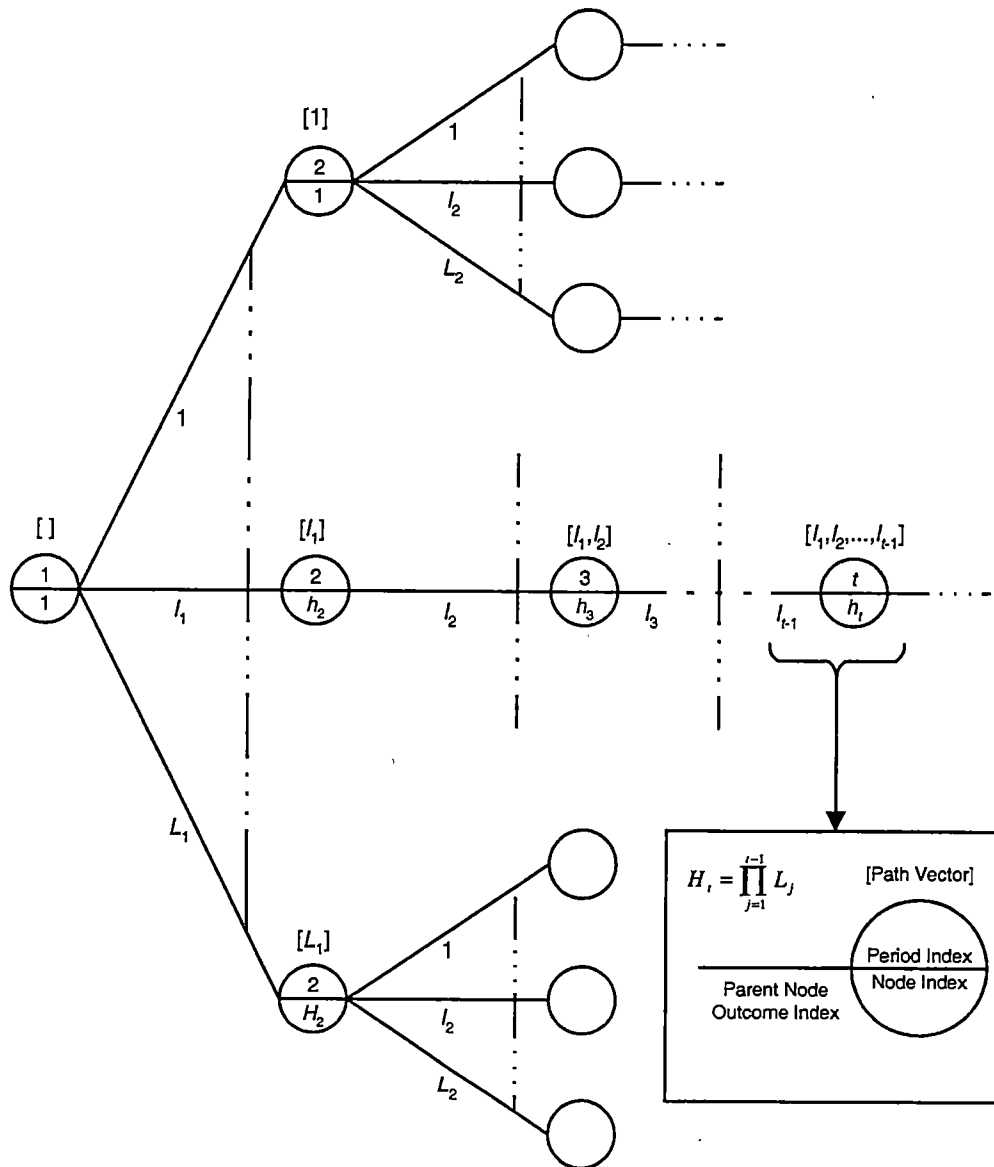 [1]
2
1
1
l₂
L₂
1
[ ]
1
1
l₁
[l₁]
2
h₂
l₂
[l₁,l₂]
3
h₃
l₃
[l₁,l₂,...,lₜ₋₁]
lₜ₋₁
t
hₜ
L₁
[L₁]
2
H₂
1
l₂
L₂
Hₜ = ∏ⱼ₌₁ᵗ⁻¹ Lⱼ
[Path Vector]
Period Index
Node Index
Parent Node
Outcome Index